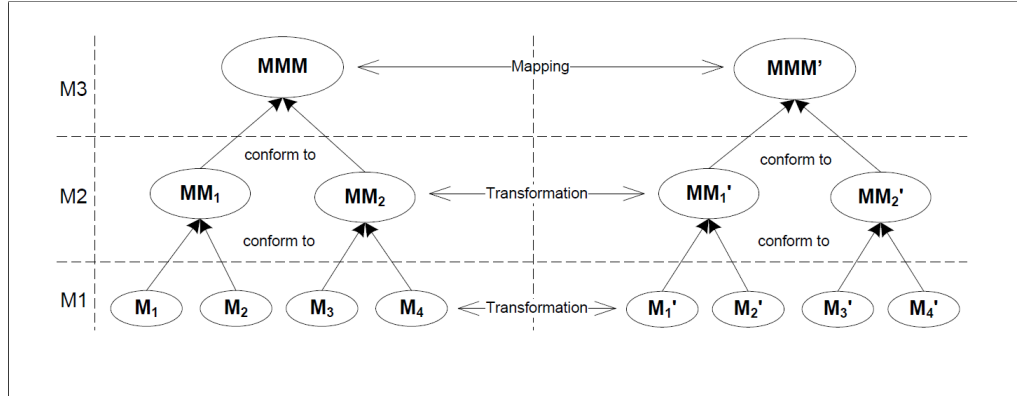 MMM
Mapping
MMM’
M3
conform to
conform to
MM₁
MM₂
Transformation
MM₁'
MM₂'
M2
conform to
conform to
M1
M₁
M₂
M₃
M₄
Transformation
M₁'
M₂'
M₃'
M₄'